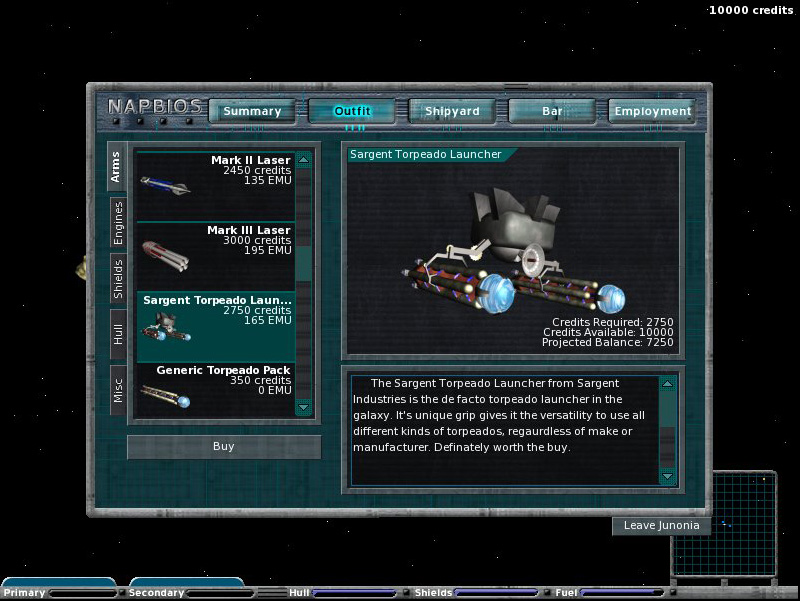 10000 credits
NAPBIOS
Summary
Outfit
Shipyard
Bar
Employment
Arms
Engines
Shields
Hull
Misc
Mark II Laser
2450 credits
135 EMU
Mark III Laser
3000 credits
195 EMU
Sargent Torpeado Laun...
2750 credits
165 EMU
Generic Torpeado Pack
350 credits
0 EMU
Buy
Sargent Torpeado Launcher
Credits Required: 2750
Credits Available: 10000
Projected Balance: 7250
The Sargent Torpeado Launcher from Sargent
Industries is the de facto torpeado launcher in the
galaxy. It's unique grip gives it the versatility to use all
different kinds of torpeados, regaurdless of make or
manufacturer. Definately worth the buy.
Leave Junonia
Primary
Secondary
Hull
Shields
Fuel